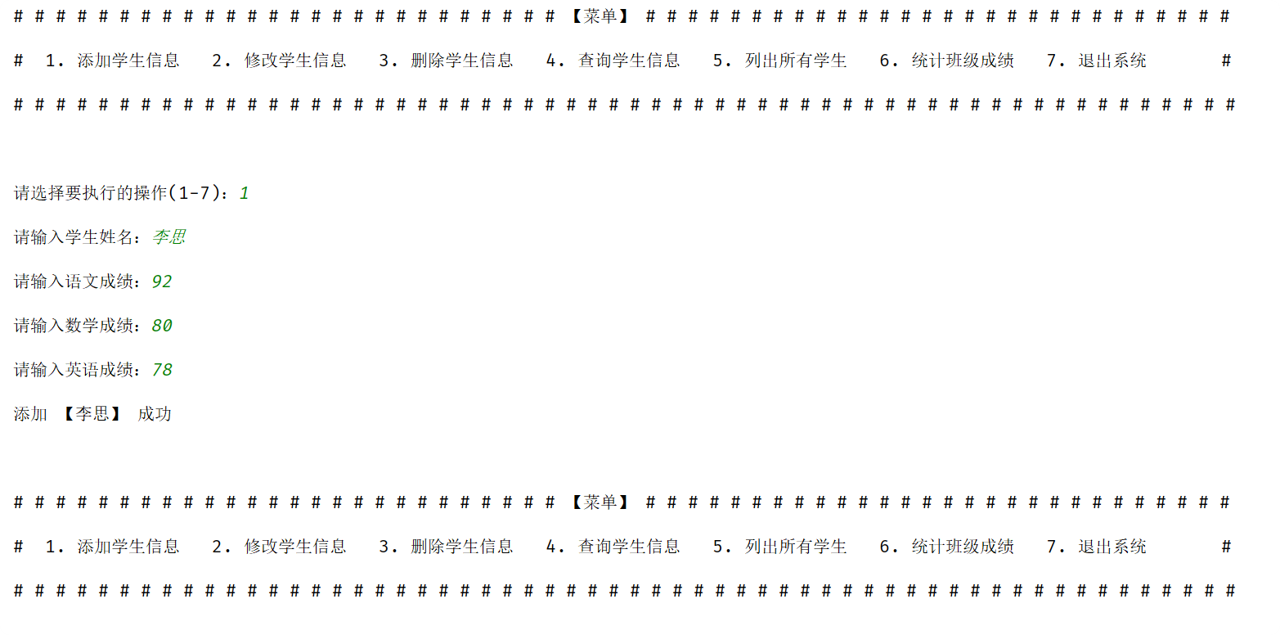 # # # # # # # # # # # # # # # # # # # # # # # # # # 【菜单】 # # # # # # # # # # # # # # # # # # # # # # # # # # # #
# 1. 添加学生信息 2. 修改学生信息 3. 删除学生信息 4. 查询学生信息 5. 列出所有学生 6. 统计班级成绩 7. 退出系统 #
# # # # # # # # # # # # # # # # # # # # # # # # # # # # # # # # # # # # # # # # # # # # # # # # # # # # # # # # # #
请选择要执行的操作(1-7): 1
请输入学生姓名: 李思
请输入语文成绩: 92
请输入数学成绩: 80
请输入英语成绩: 78
添加 【李思】 成功
# # # # # # # # # # # # # # # # # # # # # # # # # # 【菜单】 # # # # # # # # # # # # # # # # # # # # # # # # # # # #
# 1. 添加学生信息 2. 修改学生信息 3. 删除学生信息 4. 查询学生信息 5. 列出所有学生 6. 统计班级成绩 7. 退出系统 #
# # # # # # # # # # # # # # # # # # # # # # # # # # # # # # # # # # # # # # # # # # # # # # # # # # # # # # # # # #